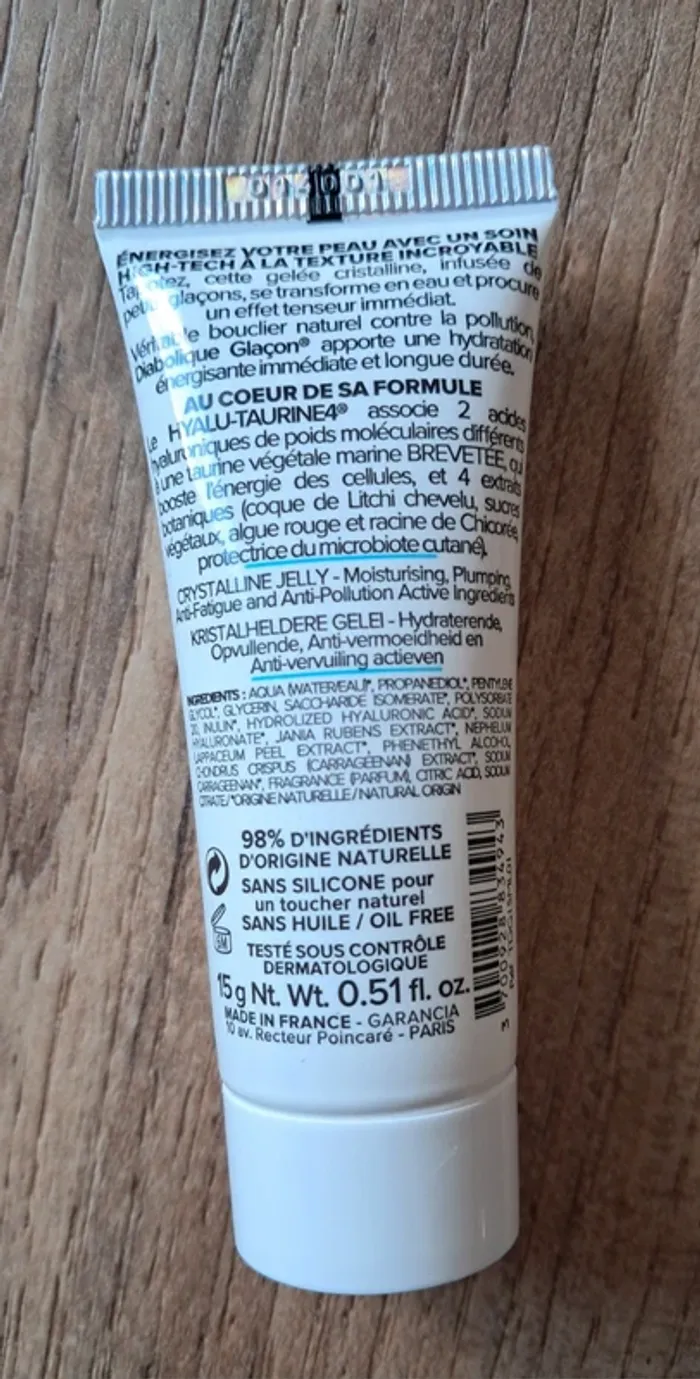 ÉNERGISEZ VOTRE PEAU AVEC UN SOIN
HIGH-TECH À LA TEXTURE INCROYABLE
Tapotez, cette gelée cristalline, infusée de
petits glaçons, se transforme en eau et procure
un effet tenseur immédiat.
Véritable bouclier naturel contre la pollution,
Diabolique Glaçon® apporte une hydratation
énergisante immédiate et longue durée.
AU COEUR DE SA FORMULE
Le HYALU-TAURINE4® associe 2 acides
hyaluroniques de poids moléculaires différents
à une taurine végétale marine BREVETÉE, qui
booste l'énergie des cellules, et 4 extraits
botaniques (coque de Litchi chevelu, sucres
végétaux, algue rouge et racine de Chicorée,
protectrice du microbiote cutané).
CRYSTALLINE JELLY - Moisturising, Plumping,
Anti-Fatigue and Anti-Pollution Active Ingredients
KRISTALHELDERE GELEI - Hydraterende,
Opvullende, Anti-vermoeidheid en
Anti-vervuiling actieven
INGREDIENTS : AQUA (WATER/EAU)*, PROPANEDIOL*, PENTYLENE
GLYCOL*, GLYCERIN, SACCHARIDE ISOMERATE*, POLYSORBATE
20, INULIN*, HYDROLIZED HYALURONIC ACID*, SODIUM
HYALURONATE*, JANIA RUBENS EXTRACT*, NEPHELIUM
LAPPACEUM PEEL EXTRACT*, PHENETHYL ALCOHOL,
CHONDRUS CRISPUS (CARRAGEENAN) EXTRACT*, SODIUM
CARRAGEENAN*, FRAGRANCE (PARFUM), CITRIC ACID, SODIUM
CITRATE/*ORIGINE NATURELLE/NATURAL ORIGIN
98% D'INGRÉDIENTS
D'ORIGINE NATURELLE
SANS SILICONE pour
un toucher naturel
SANS HUILE / OIL FREE
6M
TESTÉ SOUS CONTRÔLE
DERMATOLOGIQUE
15 g Nt. Wt. 0.51 fl. oz.
MADE IN FRANCE - GARANCIA
10 av. Recteur Poincaré - PARIS
3 700928 834943